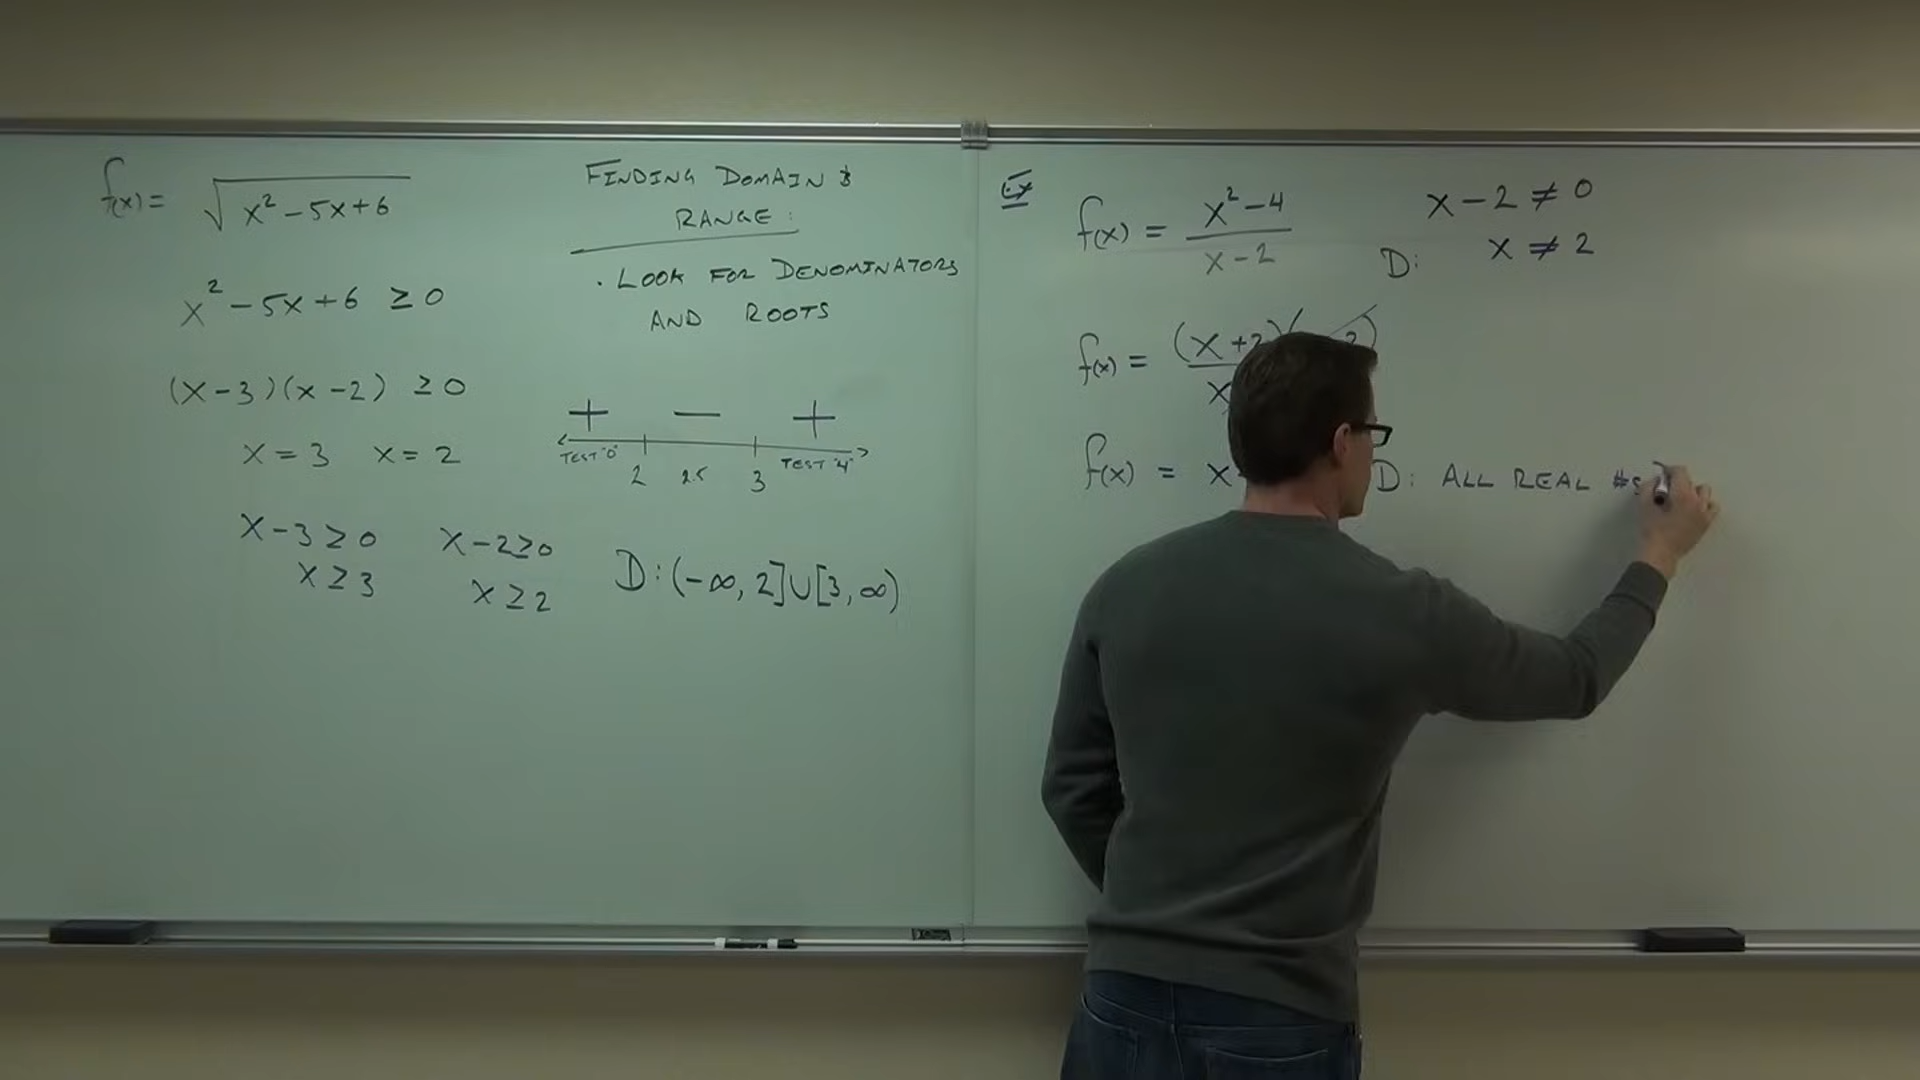 f(x) = √(x² - 5x + 6)
x² - 5x + 6 ≥ 0
(x - 3)(x - 2) ≥ 0
x = 3 x = 2
x - 3 ≥ 0 x - 2 ≥ 0
x ≥ 3 x ≥ 2
FINDING DOMAIN &
RANGE:
· LOOK FOR DENOMINATORS
AND ROOTS
+ — +
TEST "0" 2 2.5 3 TEST "4"
D: (-∞, 2]∪[3, ∞)
Ex
f(x) = (x² - 4)/(x - 2)
x - 2 ≠ 0
D: x ≠ 2
f(x) = (x + 2)( 2)
x
f(x) = x
D: ALL REAL #s